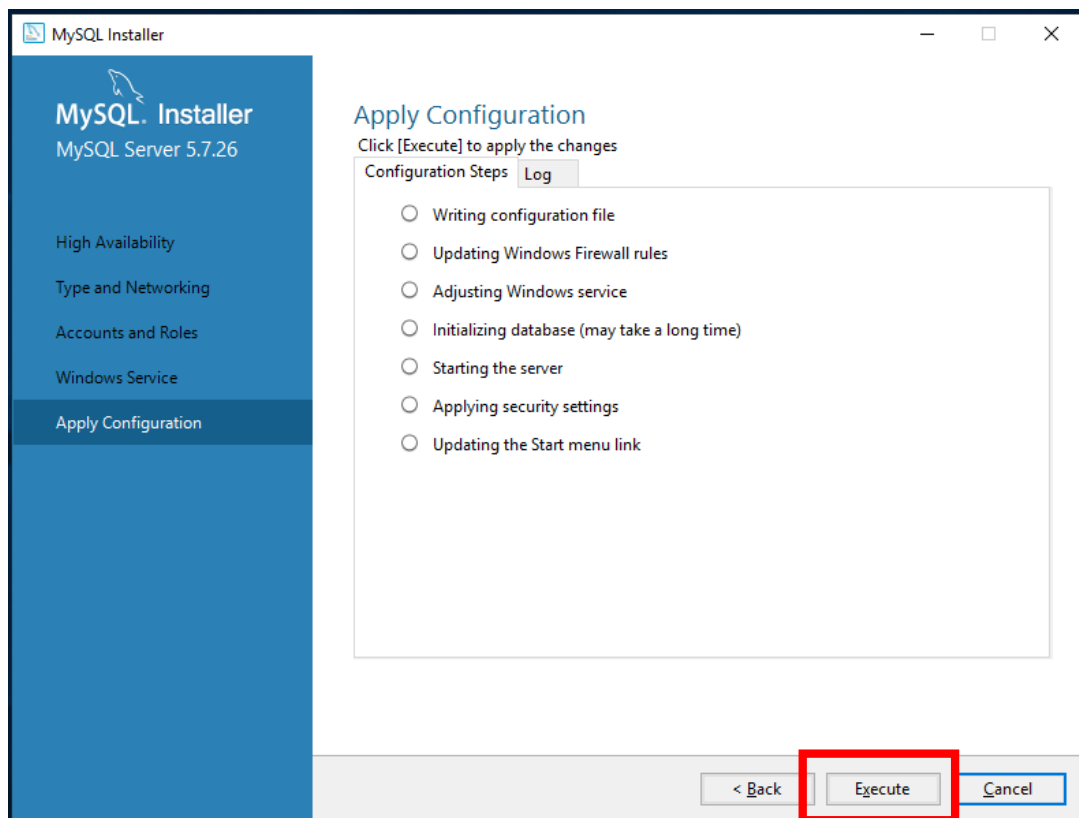 MySQL Installer
MySQL. Installer
MySQL Server 5.7.26
High Availability
Type and Networking
Accounts and Roles
Windows Service
Apply Configuration
Apply Configuration
Click [Execute] to apply the changes
Configuration Steps Log
Writing configuration file
Updating Windows Firewall rules
Adjusting Windows service
Initializing database (may take a long time)
Starting the server
Applying security settings
Updating the Start menu link
< Back Execute Cancel